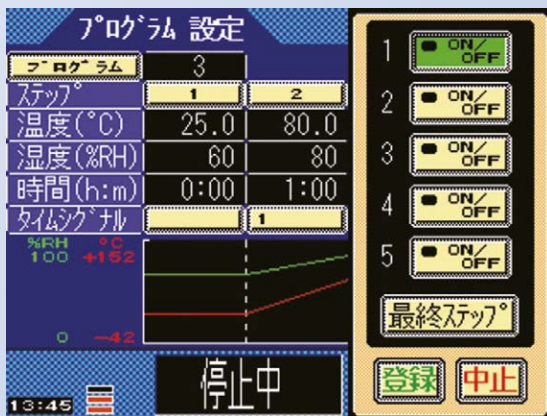 プログラム 設定
プログラム 3
ステップ 1 2
温度(°C) 25.0 80.0
湿度(%RH) 60 80
時間(h:m) 0:00 1:00
タイムシグナル 1
%RH °C
100 +152
0 -42
13:45 停止中
1 ON/OFF
2 ON/OFF
3 ON/OFF
4 ON/OFF
5 ON/OFF
最終ステップ
登録 中止